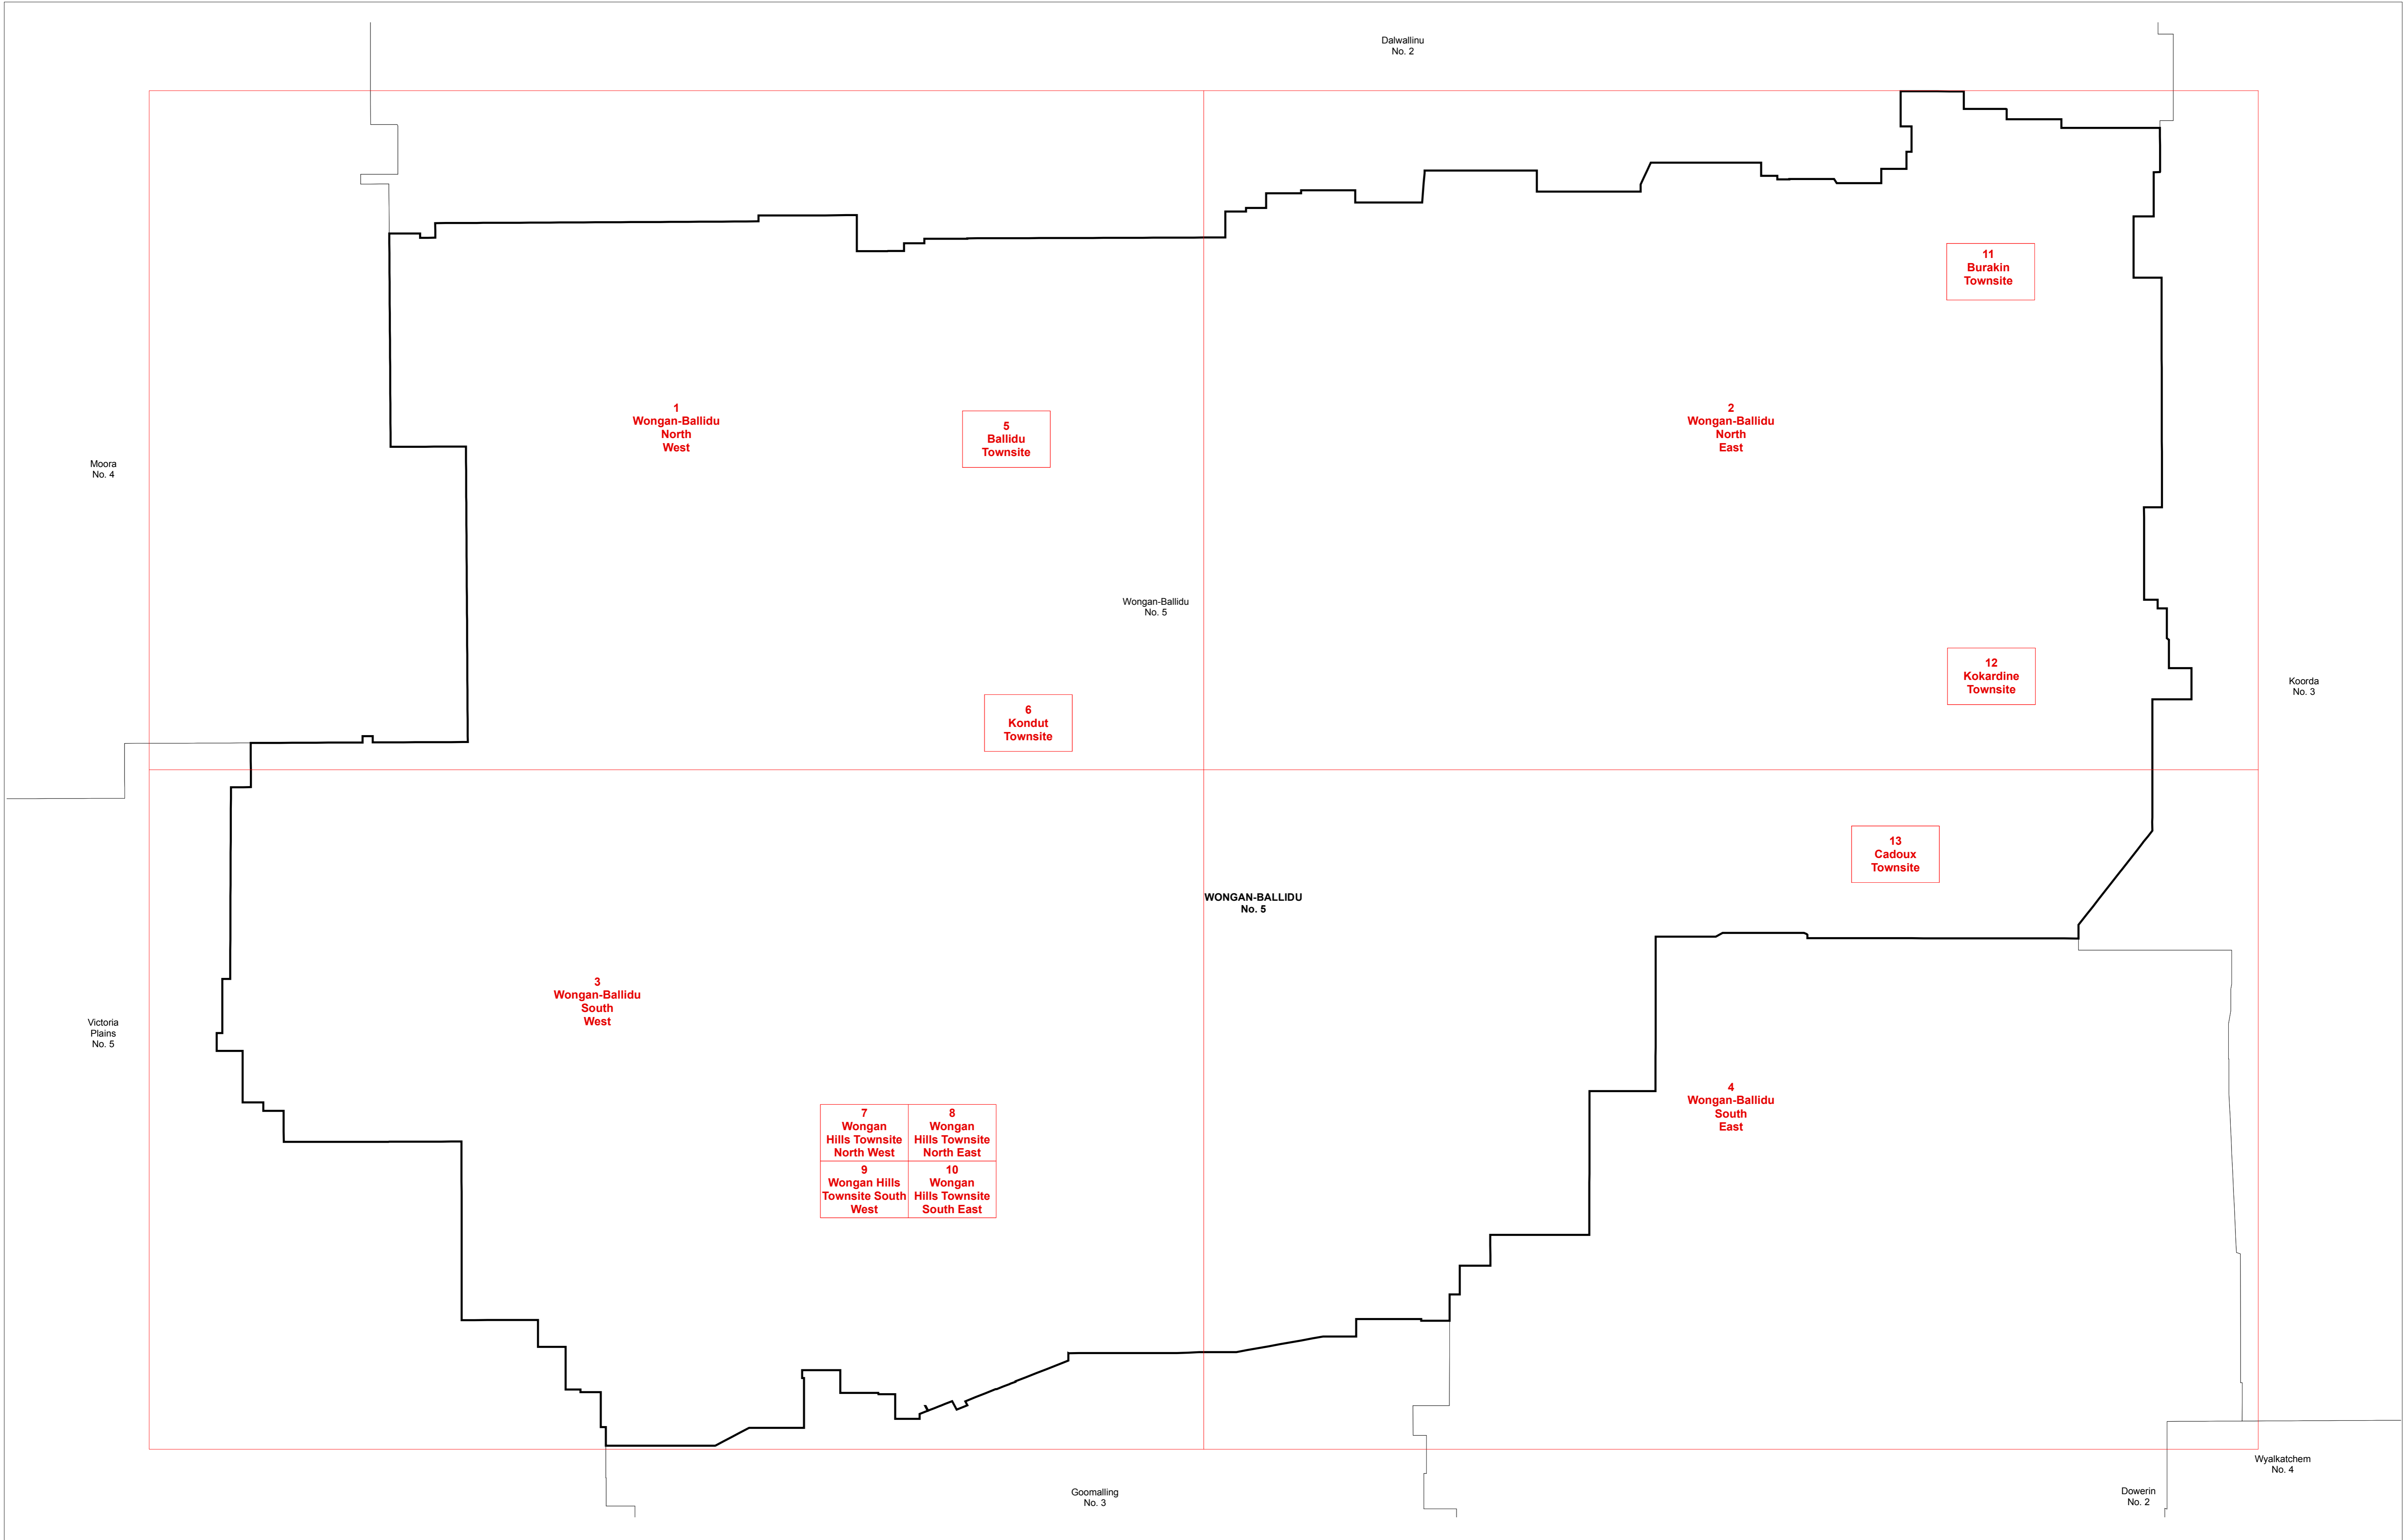 Dalwallinu
No. 2
11
Burakin
Townsite
1
Wongan-Ballidu
North
West
5
Ballidu
Townsite
2
Wongan-Ballidu
North
East
Moora
No. 4
Wongan-Ballidu
No. 5
12
Kokardine
Townsite
Koorda
No. 3
6
Kondut
Townsite
13
Cadoux
Townsite
WONGAN-BALLIDU
No. 5
3
Wongan-Ballidu
South
West
Victoria
Plains
No. 5
4
Wongan-Ballidu
South
East
7
Wongan
Hills Townsite
North West
8
Wongan
Hills Townsite
North East
9
Wongan Hills
Townsite South
West
10
Wongan
Hills Townsite
South East
Goomalling
No. 3
Dowerin
No. 2
Wyalkatchem
No. 4